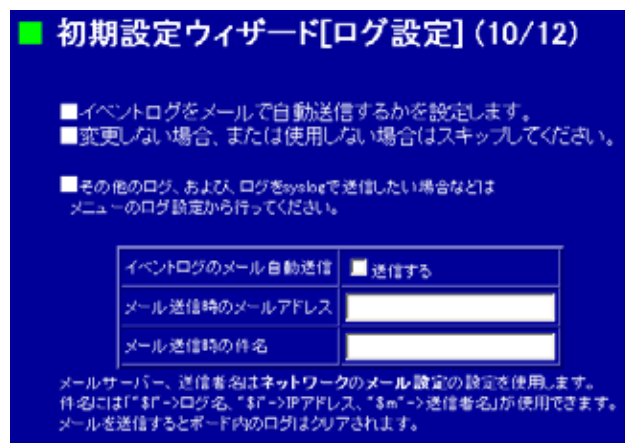 ■ 初期設定ウィザード[ログ設定] (10/12)
■イベントログをメールで自動送信するかを設定します。
■変更しない場合、または使用しない場合はスキップしてください。
■その他のログ、および、ログをsyslogで送信したい場合などは
メニューのログ設定から行ってください。
イベントログのメール自動送信 送信する
メール送信時のメールアドレス
メール送信時の件名
メールサーバー、送信者名はネットワークのメール設定の設定を使用します。
件名には「"$l"->ログ名、"$i"->IPアドレス、"$m"->送信者名」が使用できます。
メールを送信するとボード内のログはクリアされます。